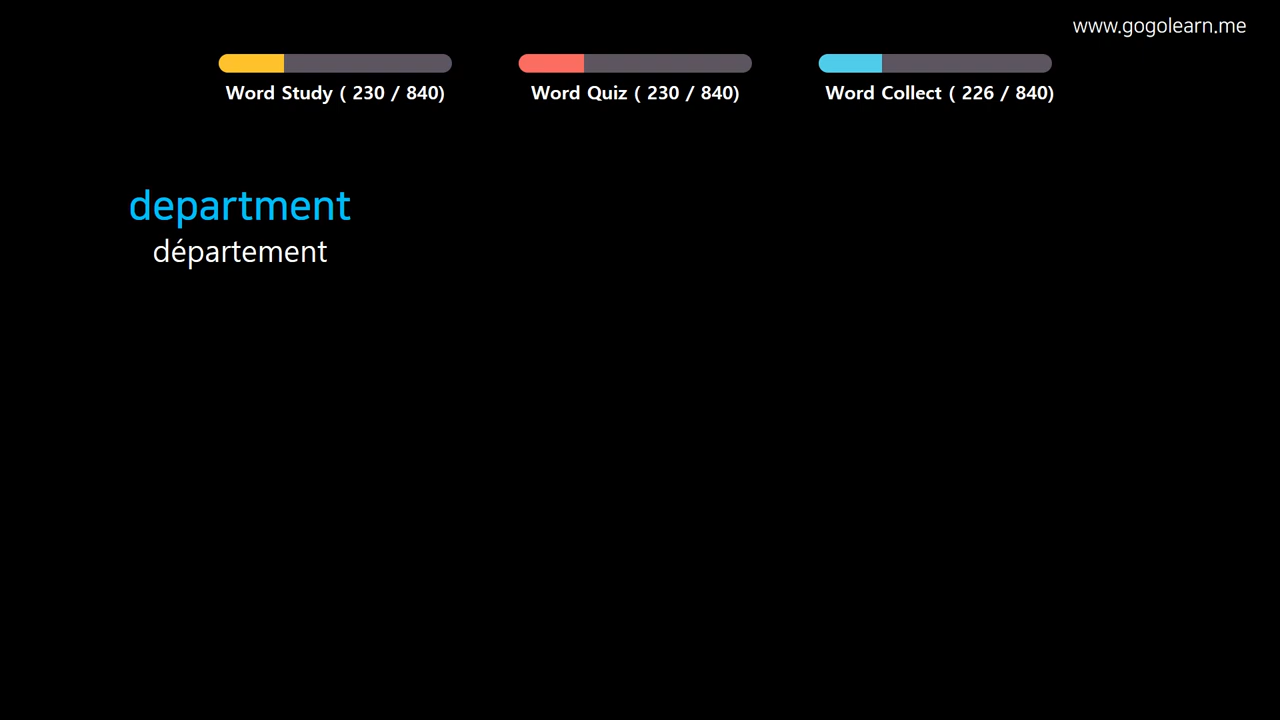 www.gogolearn.me
Word Study ( 230 / 840)
Word Quiz ( 230 / 840)
Word Collect ( 226 / 840)
department
département